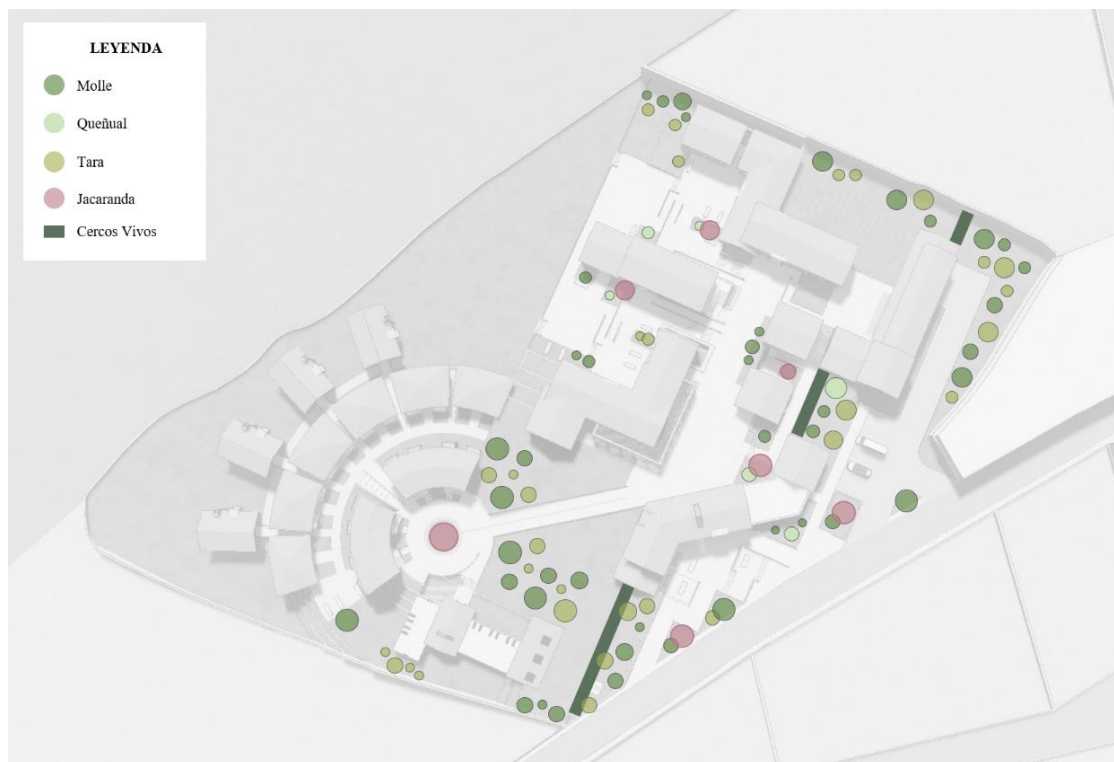 LEYENDA
Molle
Queñual
Tara
Jacaranda
Cercos Vivos